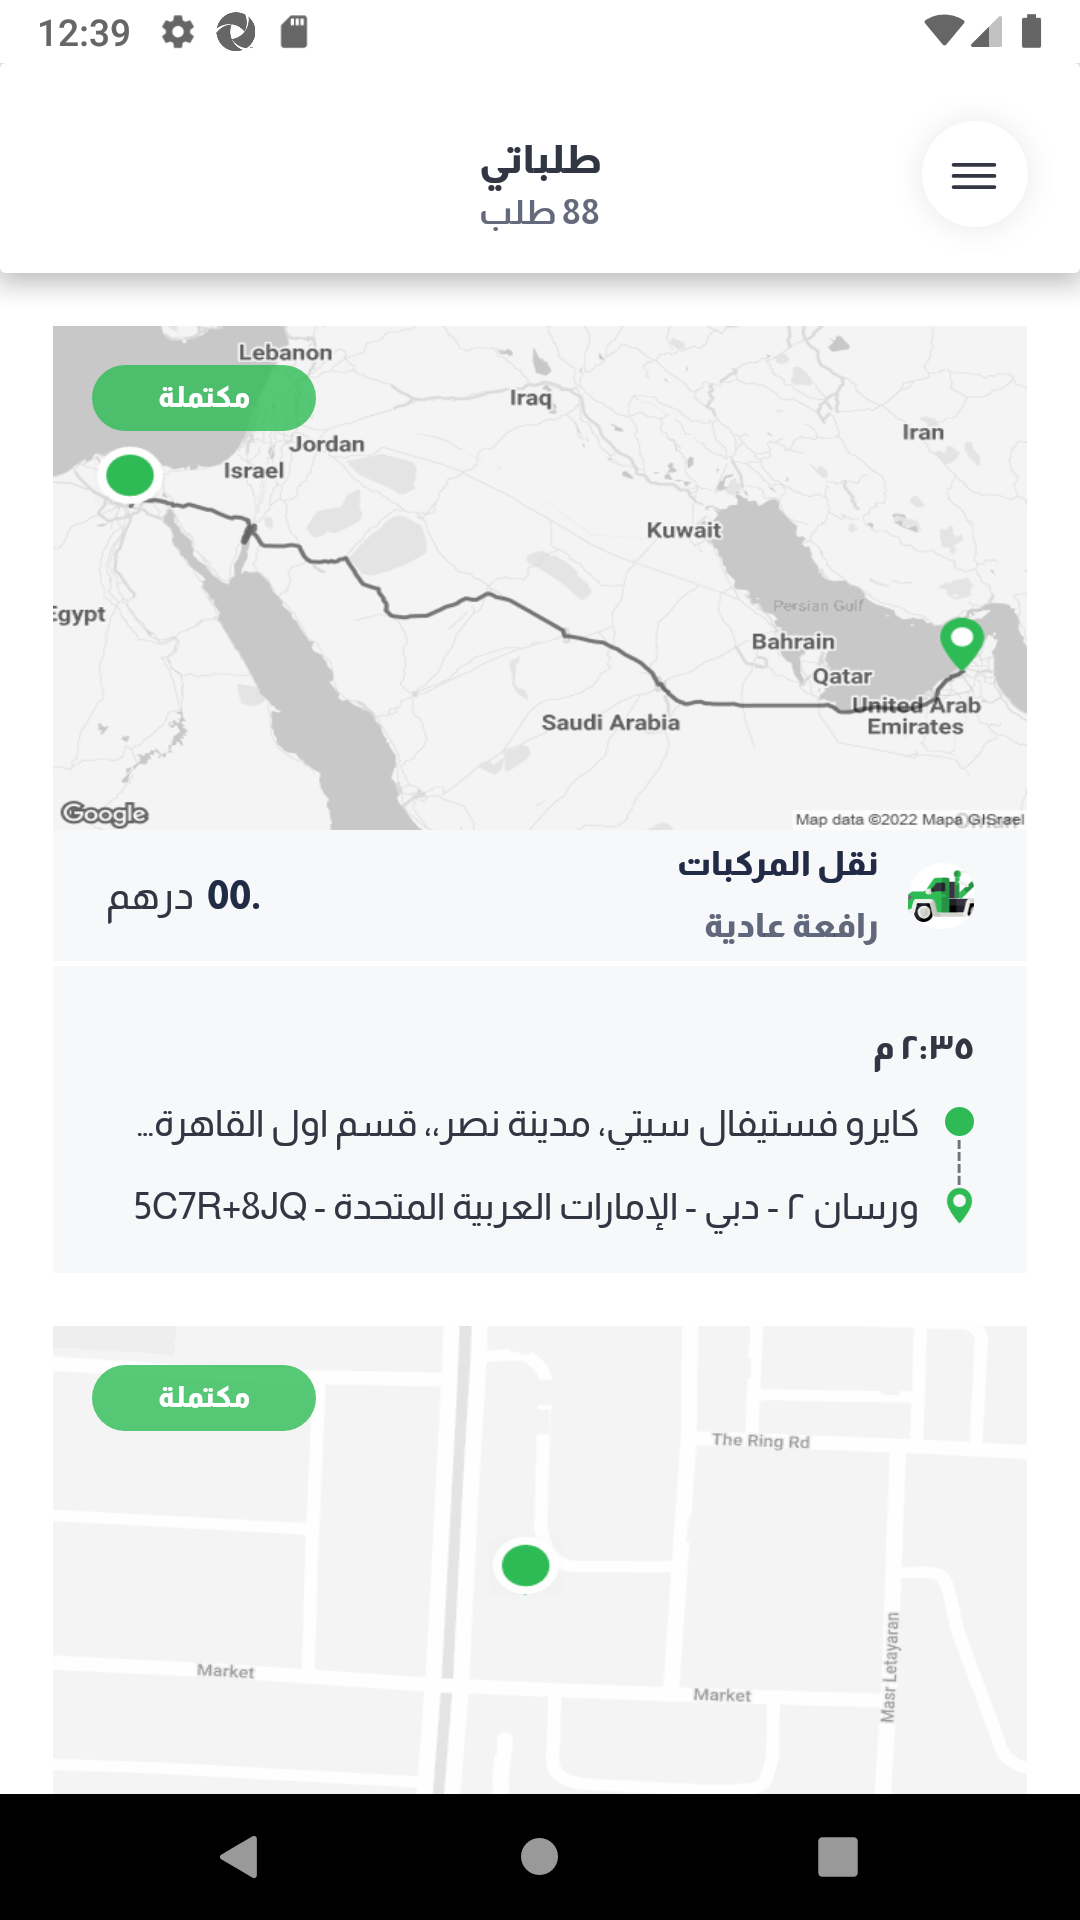 12:39
طلباتي
88 طلب
Lebanon
مكتملة
Iraq
Iran
Jordan
Israel
Kuwait
Persian Gulf
Egypt
Bahrain
Qatar
United Arab
Emirates
Saudi Arabia
Google
Map data ©2022 Mapa GISrael
نقل المركبات
.00 درهم
رافعة عادية
٢:٣٥ م
كايرو فستيفال سيتي، مدينة نصر،، قسم اول القاهرة...
5C7R+8JQ - ورسان ٢ - دبي - الإمارات العربية المتحدة
مكتملة
The Ring Rd
Masr Letayaran
Market
Market